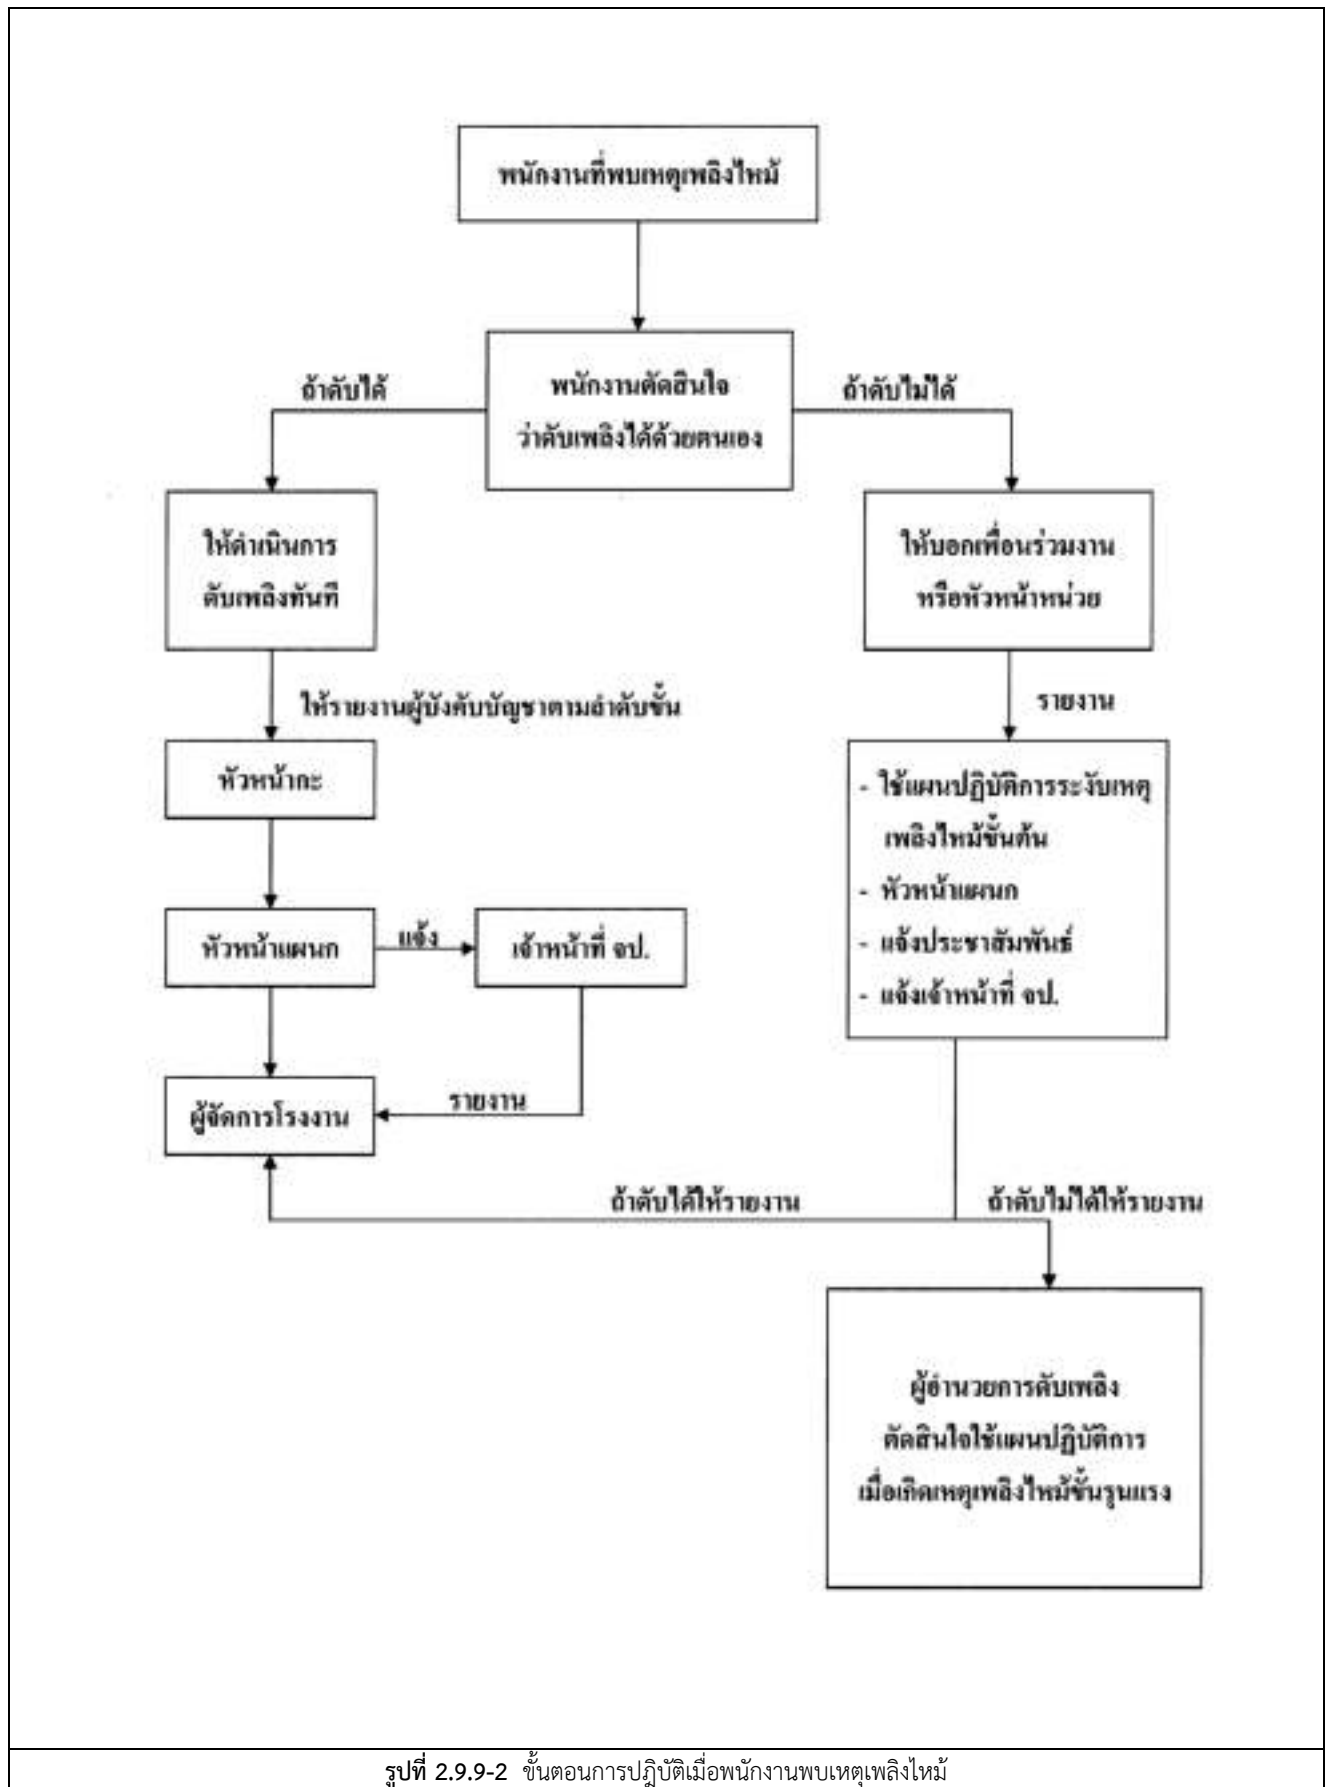 พนักงานที่พบเหตุเพลิงไหม้
ถ้าดับได้
พนักงานตัดสินใจ
ว่าดับเพลิงได้ด้วยตนเอง
ถ้าดับไม่ได้
ให้ดำเนินการ
ดับเพลิงทันที
ให้บอกเพื่อนร่วมงาน
หรือหัวหน้าหน่วย
ให้รายงานผู้บังคับบัญชาตามลำดับขั้น
รายงาน
หัวหน้ากะ
- ใช้แผนปฏิบัติการระงับเหตุ
เพลิงไหม้ขั้นต้น
- หัวหน้าแผนก
- แจ้งประชาสัมพันธ์
- แจ้งเจ้าหน้าที่ จป.
หัวหน้าแผนก
แจ้ง
เจ้าหน้าที่ จป.
ผู้จัดการโรงงาน
รายงาน
ถ้าดับได้ให้รายงาน
ถ้าดับไม่ได้ให้รายงาน
ผู้อำนวยการดับเพลิง
ตัดสินใจใช้แผนปฏิบัติการ
เมื่อเกิดเหตุเพลิงไหม้ขั้นรุนแรง
รูปที่ 2.9.9-2 ขั้นตอนการปฏิบัติเมื่อพนักงานพบเหตุเพลิงไหม้